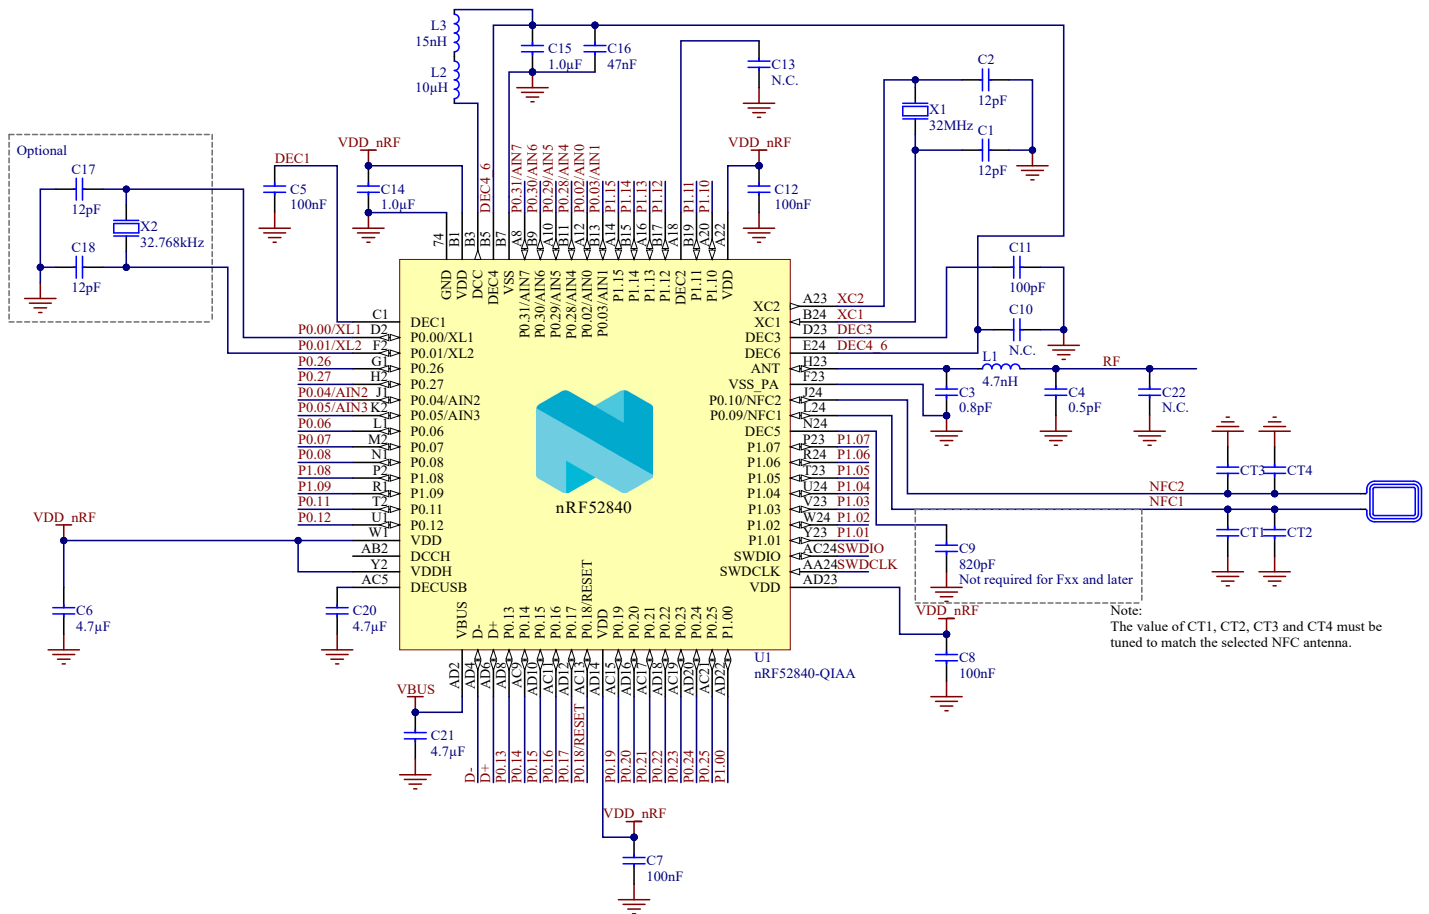 L3
15nH
L2
10µH
C15
1.0µF
C16
47nF
C13
N.C.
C2
12pF
X1
32MHz
C1
12pF
Optional
C17
12pF
X2
32.768kHz
C18
12pF
DEC1
C5
100nF
VDD_nRF
C14
1.0µF
DEC4_6
P0.31/AIN7
P0.30/AIN6
P0.29/AIN5
P0.28/AIN4
P0.02/AIN0
P0.03/AIN1
P1.15
P1.14
P1.13
P1.12
P1.11
P1.10
VDD_nRF
C12
100nF
74
B1
B3
B5
B7
A8
B9
A10
B11
A12
B13
A14
B15
A16
B17
A18
B19
A20
A22
GND
VDD
DCC
DEC4
VSS
P0.31/AIN7
P0.30/AIN6
P0.29/AIN5
P0.28/AIN4
P0.02/AIN0
P0.03/AIN1
P1.15
P1.14
P1.13
P1.12
DEC2
P1.11
P1.10
VDD
C11
100pF
C10
N.C.
C1 DEC1
P0.00/XL1 D2 P0.00/XL1
P0.01/XL2 F2 P0.01/XL2
P0.26 G1 P0.26
P0.27 H2 P0.27
P0.04/AIN2 J1 P0.04/AIN2
P0.05/AIN3 K2 P0.05/AIN3
P0.06 L1 P0.06
P0.07 M2 P0.07
P0.08 N1 P0.08
P1.08 P2 P1.08
P1.09 R1 P1.09
P0.11 T2 P0.11
P0.12 U1 P0.12
W1 VDD
AB2 DCCH
Y2 VDDH
AC5 DECUSB
XC2 A23 XC2
XC1 B24 XC1
DEC3 D23 DEC3
DEC6 E24 DEC4_6
ANT H23
VSS_PA F23
P0.10/NFC2 J24
P0.09/NFC1 L24
DEC5 N24
P1.07 P23 P1.07
P1.06 R24 P1.06
P1.05 T23 P1.05
P1.04 U24 P1.04
P1.03 V23 P1.03
P1.02 W24 P1.02
P1.01 Y23 P1.01
SWDIO AC24 SWDIO
SWDCLK AA24 SWDCLK
VDD AD23
nRF52840
L1
4.7nH
RF
C3
0.8pF
C4
0.5pF
C22
N.C.
CT3
CT4
NFC2
NFC1
CT1
CT2
C9
820pF
Not required for Fxx and later
Note:
The value of CT1, CT2, CT3 and CT4 must be
tuned to match the selected NFC antenna.
VDD_nRF
C8
100nF
VDD_nRF
C6
4.7µF
C20
4.7µF
VBUS
D-
D+
P0.13
P0.14
P0.15
P0.16
P0.17
P0.18/RESET
VDD
P0.19
P0.20
P0.21
P0.22
P0.23
P0.24
P0.25
P1.00
U1
nRF52840-QIAA
AD2
AD4
AD6
AD8
AC9
AD10
AC11
AD12
AC13
AD14
AC15
AD16
AC17
AD18
AC19
AD20
AC21
AD22
VBUS
C21
4.7µF
D-
D+
P0.13
P0.14
P0.15
P0.16
P0.17
P0.18/RESET
P0.19
P0.20
P0.21
P0.22
P0.23
P0.24
P0.25
P1.00
VDD_nRF
C7
100nF